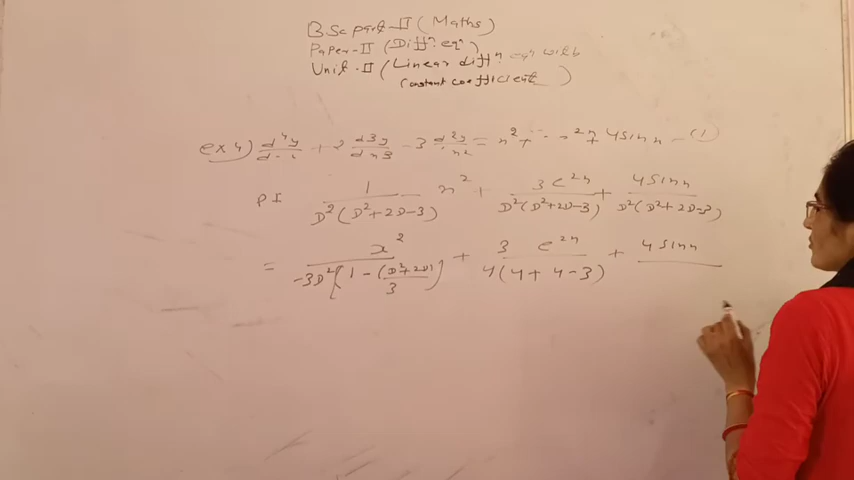 B Sc part-II (Maths)
Paper-II (Diffn. eqn)
Unit-II (Linear diffn. eqn with
constant coefficient)
ex 4) d⁴y/d + 2 d³y/dx³ - 3 d²y/x² = x² + e²ˣ + 4 sin x - (1)
P I 1/D²(D²+2D-3) x² + 3e²ˣ/D²(D²+2D-3) + 4 sin x/D²(D²+2D-3)
= x²/-3D²[1 - (D²+2D)/3] + 3 e²ˣ/4(4+4-3) + 4 sin x